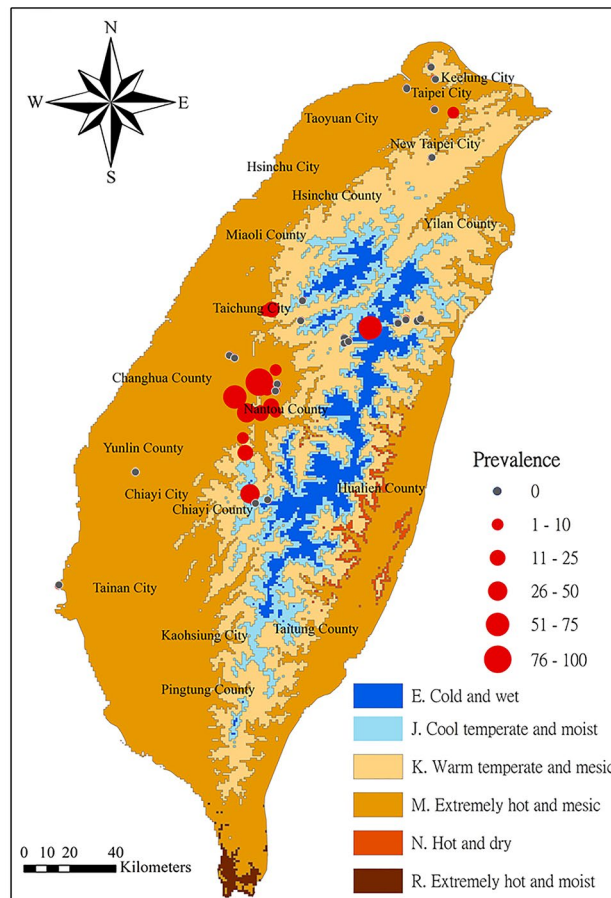 N
W
E
S
Keelung City
Taipei City
Taoyuan City
New Taipei City
Hsinchu City
Hsinchu County
Yilan County
Miaoli County
Taichung City
Changhua County
Nantou County
Yunlin County
Hualien County
Chiayi City
Chiayi County
Tainan City
Taitung County
Kaohsiung City
Pingtung County
Prevalence
0
1 - 10
11 - 25
26 - 50
51 - 75
76 - 100
E. Cold and wet
J. Cool temperate and moist
K. Warm temperate and mesic
M. Extremely hot and mesic
N. Hot and dry
R. Extremely hot and moist
0 10 20 40
Kilometers